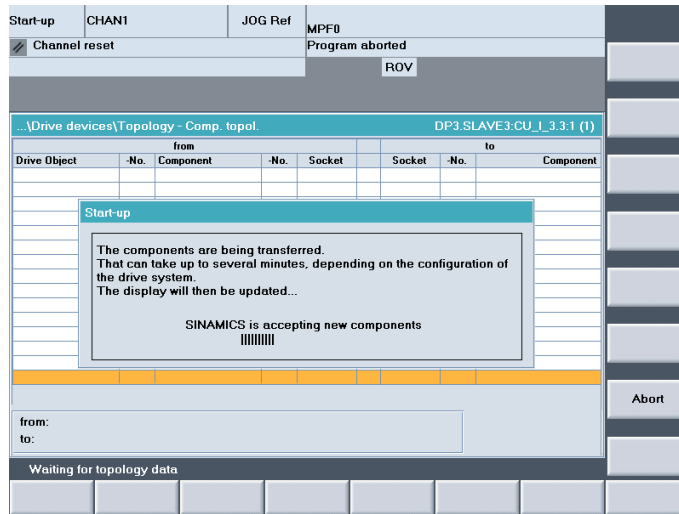 Start-up CHAN1 JOG Ref MPF0
Channel reset Program aborted
ROV
...\Drive devices\Topology - Comp. topol. DP3.SLAVE3:CU_I_3.3:1 (1)
from to
Drive Object -No. Component -No. Socket Socket -No. Component
Start-up
The components are being transferred.
That can take up to several minutes, depending on the configuration of
the drive system.
The display will then be updated...
SINAMICS is accepting new components
Abort
from:
to:
Waiting for topology data